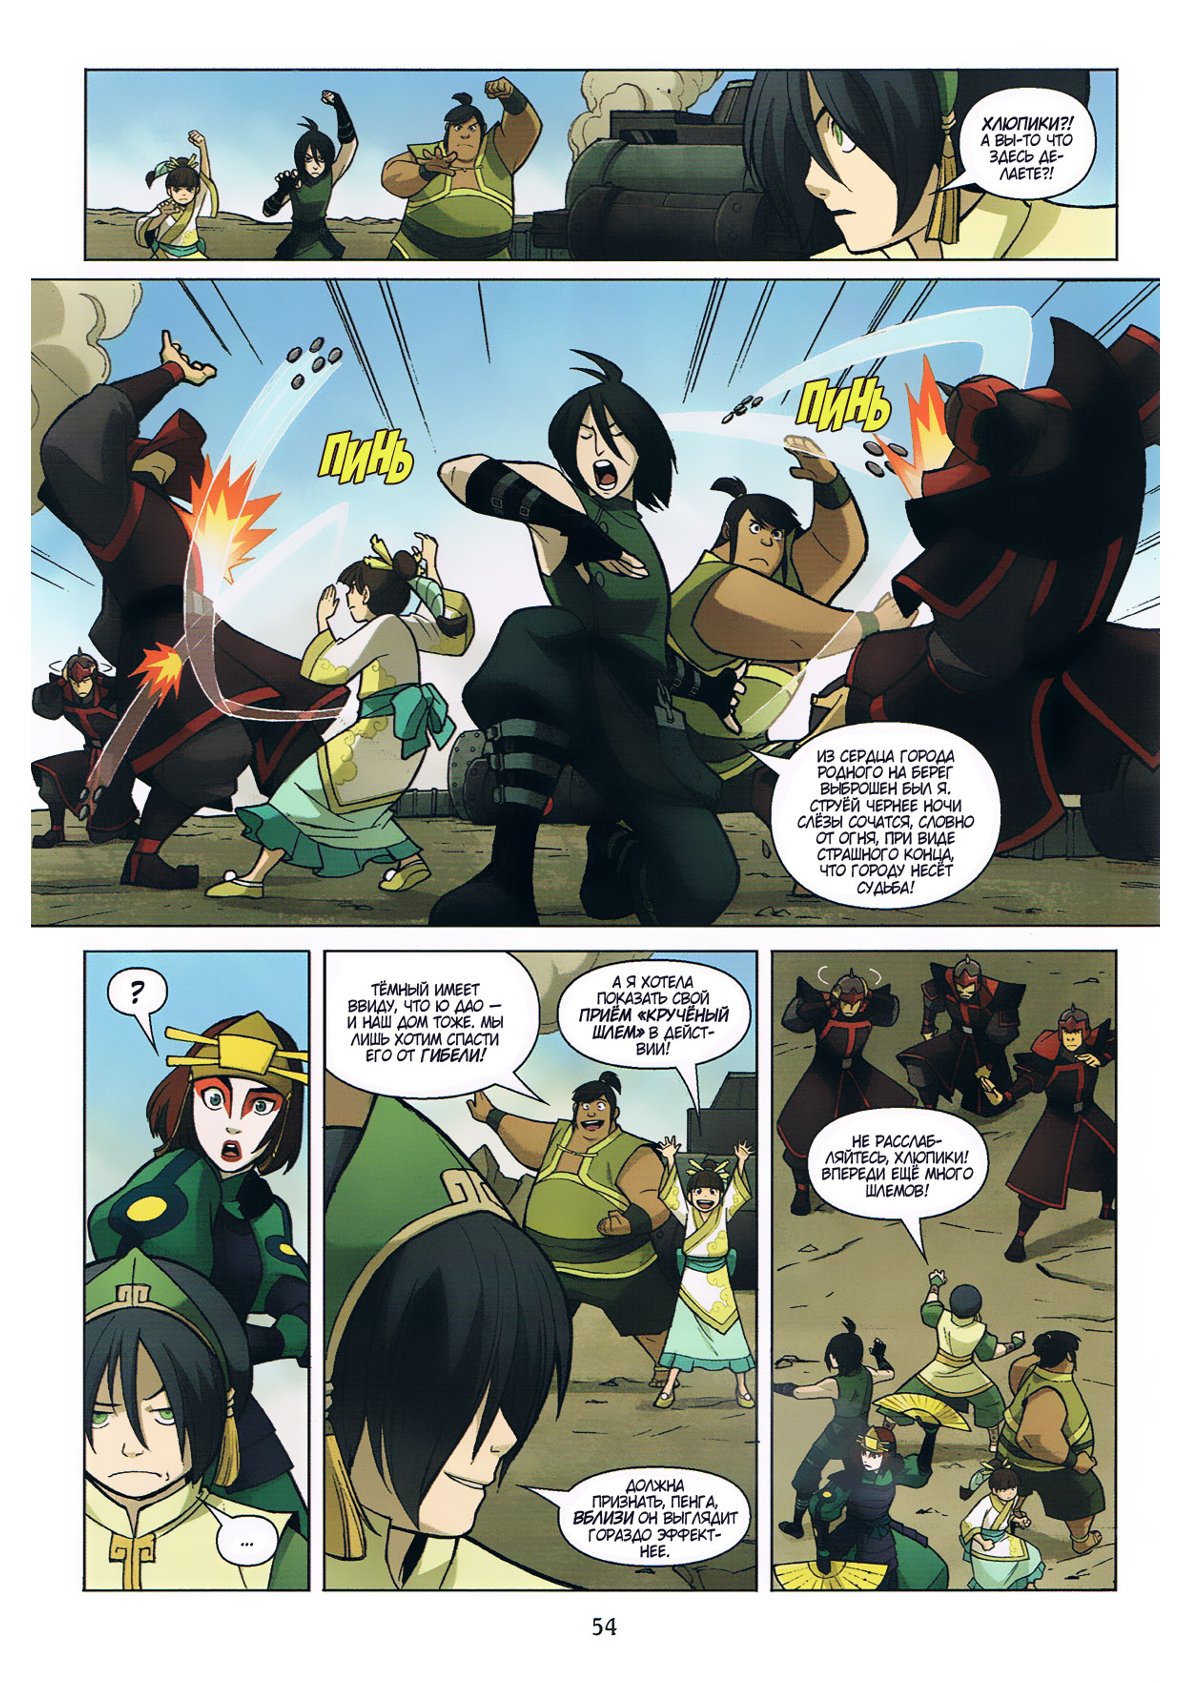 ХЛЮПИКИ?!
А ВЫ-ТО ЧТО
ЗДЕСЬ ДЕ-
ЛАЕТЕ?!
ПИНЬ
ПИНЬ
ИЗ СЕРДЦА ГОРОДА
РОДНОГО НА БЕРЕГ
ВЫБРОШЕН БЫЛ Я.
СТРУЁЙ ЧЕРНЕЕ НОЧИ
СЛЁЗЫ СОЧАТСЯ, СЛОВНО
ОТ ОГНЯ, ПРИ ВИДЕ
СТРАШНОГО КОНЦА,
ЧТО ГОРОДУ НЕСЁТ
СУДЬБА!
?
...
ТЁМНЫЙ ИМЕЕТ
ВВИДУ, ЧТО Ю ДАО –
И НАШ ДОМ ТОЖЕ. МЫ
ЛИШЬ ХОТИМ СПАСТИ
ЕГО ОТ ГИБЕЛИ!
А Я ХОТЕЛА
ПОКАЗАТЬ СВОЙ
ПРИЁМ «КРУЧЁНЫЙ
ШЛЕМ» В ДЕЙСТ-
ВИИ!
ДОЛЖНА
ПРИЗНАТЬ, ПЕНГА,
ВБЛИЗИ ОН ВЫГЛЯДИТ
ГОРАЗДО ЭФФЕКТ-
НЕЕ.
НЕ РАССЛАБ-
ЛЯЙТЕСЬ, ХЛЮПИКИ!
ВПЕРЕДИ ЕЩЁ МНОГО
ШЛЕМОВ!
54